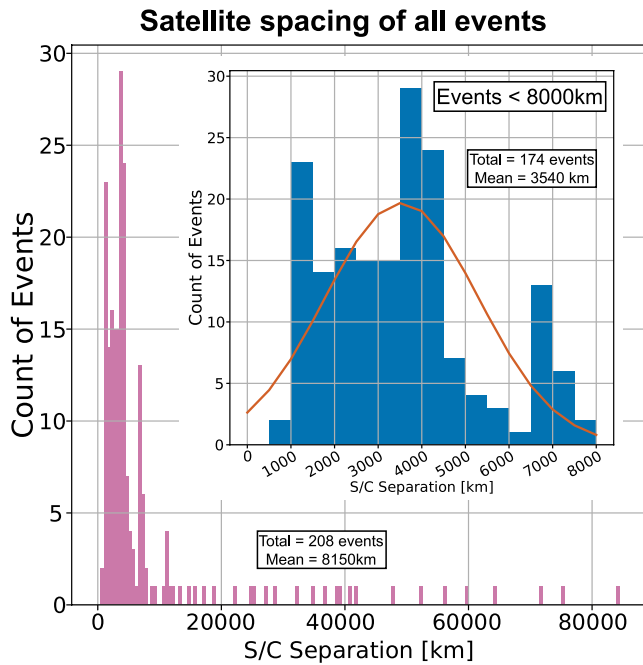 Satellite spacing of all events
30
25
20
15
10
5
0
Count of Events
0
20000
40000
60000
80000
S/C Separation [km]
Total = 208 events
Mean = 8150km
30
25
20
15
10
5
0
Count of Events
Events < 8000km
Total = 174 events
Mean = 3540 km
0
1000
2000
3000
4000
5000
6000
7000
8000
S/C Separation [km]